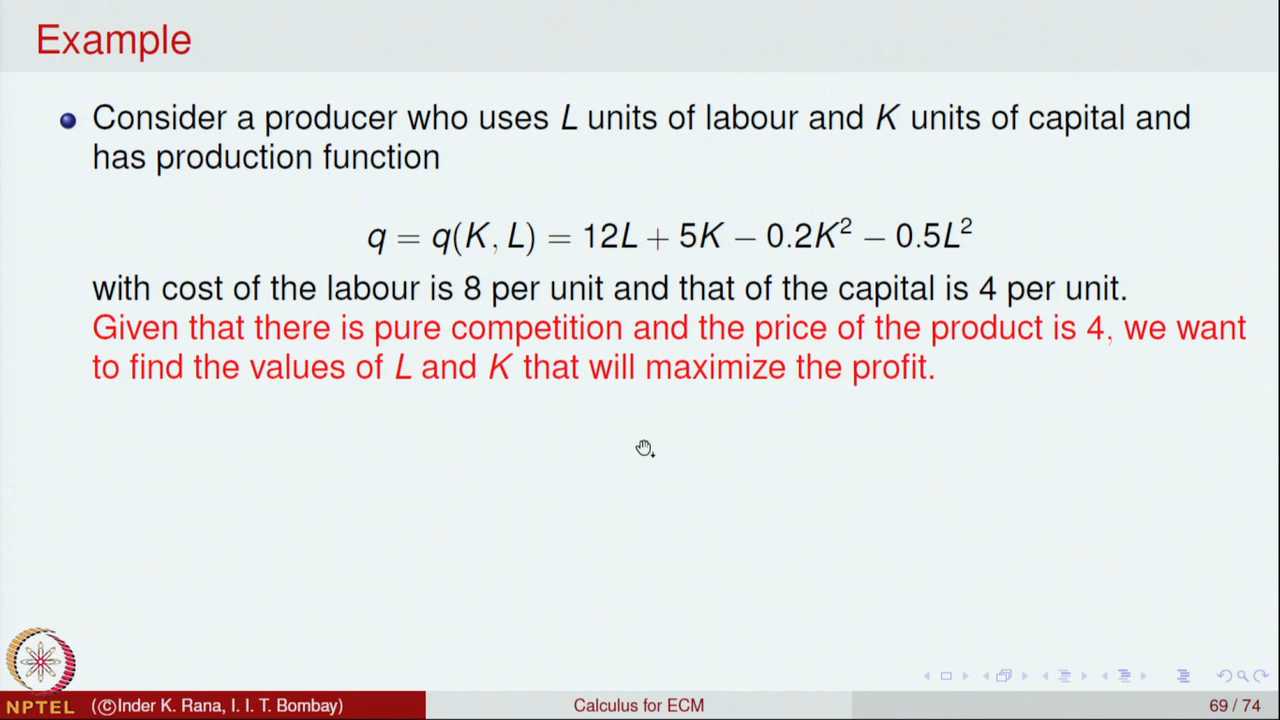 Example
Consider a producer who uses L units of labour and K units of capital and
has production function
q = q(K, L) = 12L + 5K − 0.2K² − 0.5L²
with cost of the labour is 8 per unit and that of the capital is 4 per unit.
Given that there is pure competition and the price of the product is 4, we want
to find the values of L and K that will maximize the profit.
NPTEL
(©Inder K. Rana, I. I. T. Bombay)
Calculus for ECM
69 / 74